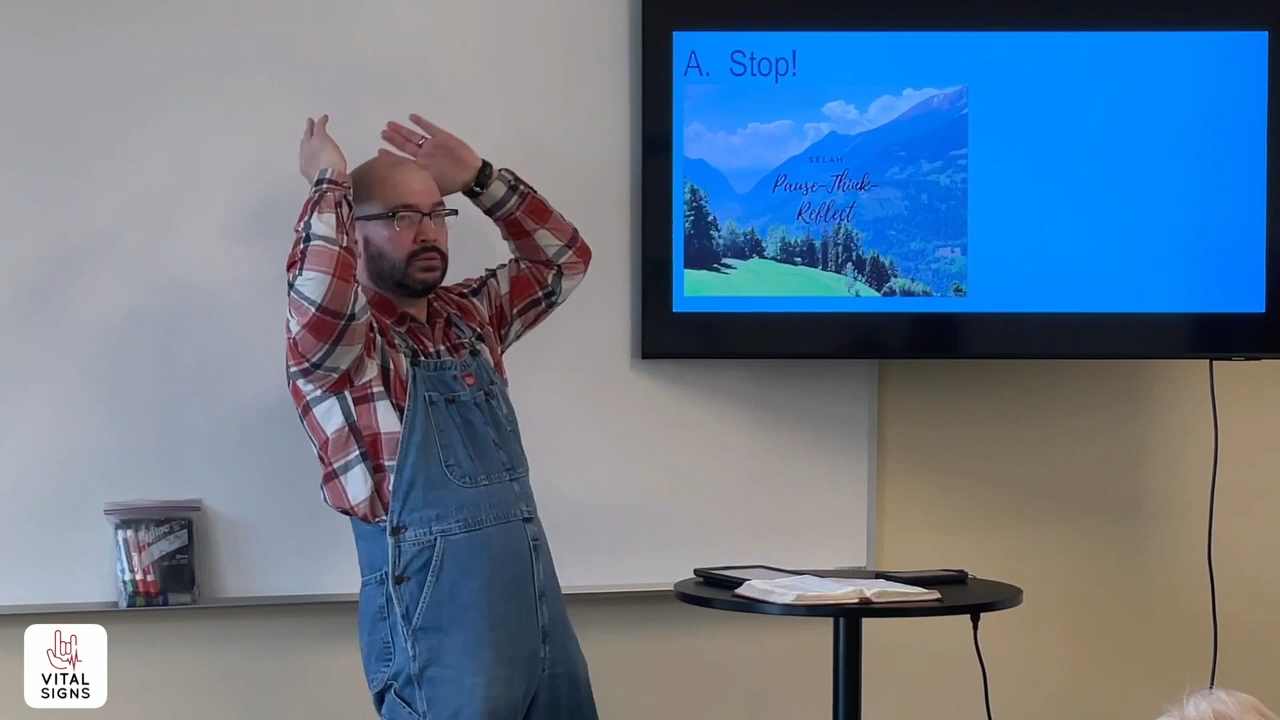 A. Stop!
SELAH
Pause-Think-
Reflect
VITAL
SIGNS